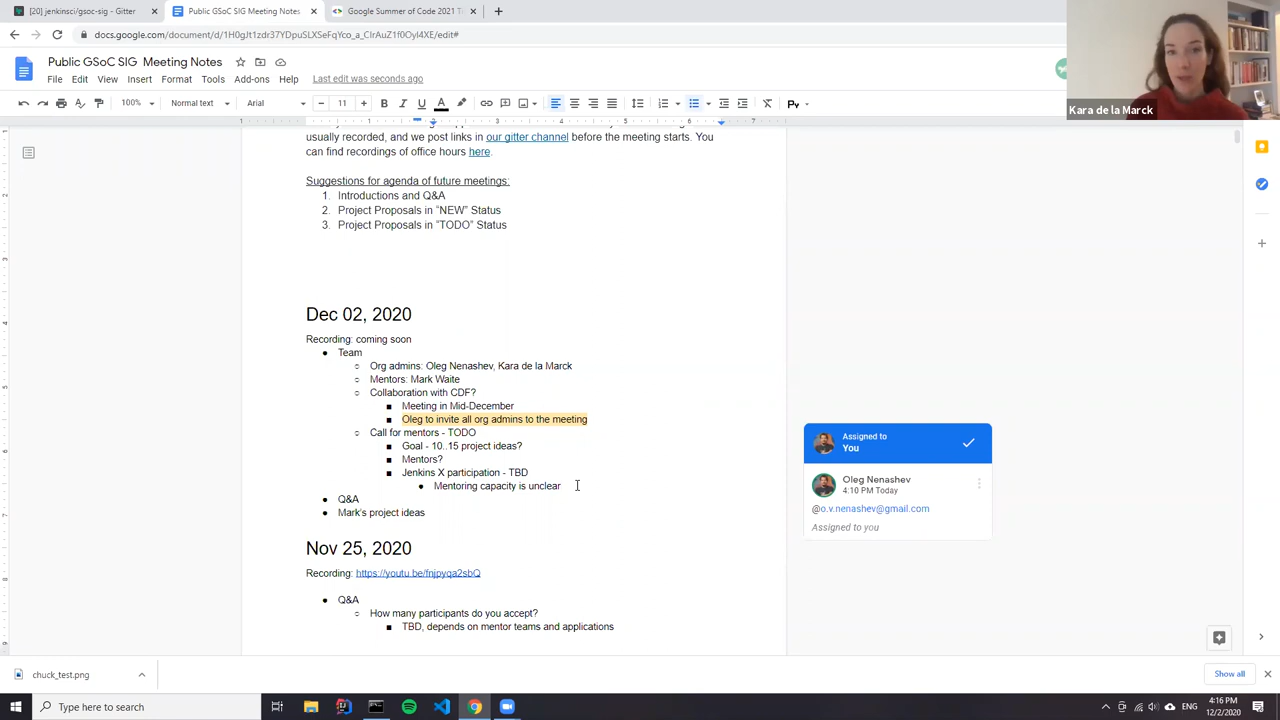 [20] jenkinsci/gsoc-sig - Gitter
Public GSoC SIG Meeting Notes
Google Summer of Code 2021 Ti
docs.google.com/document/d/1H0gJt1zdr37YDpuSLXSeFqYco_a_ClrAuZ1f0Oyl4XE/edit#
Public GSoC SIG Meeting Notes
File Edit View Insert Format Tools Add-ons Help Last edit was seconds ago
100% Normal text Arial 11
Kara de la Marck
usually recorded, and we post links in our gitter channel before the meeting starts. You
can find recordings of office hours here.
Suggestions for agenda of future meetings:
1. Introductions and Q&A
2. Project Proposals in "NEW" Status
3. Project Proposals in "TODO" Status
Dec 02, 2020
Recording: coming soon
Team
Org admins: Oleg Nenashev, Kara de la Marck
Mentors: Mark Waite
Collaboration with CDF?
Meeting in Mid-December
Oleg to invite all org admins to the meeting
Call for mentors - TODO
Goal - 10..15 project ideas?
Mentors?
Jenkins X participation - TBD
Mentoring capacity is unclear
Q&A
Mark's project ideas
Nov 25, 2020
Recording: https://youtu.be/fnjpyqa2sbQ
Q&A
How many participants do you accept?
TBD, depends on mentor teams and applications
Assigned to
You
Oleg Nenashev
4:10 PM Today
@o.v.nenashev@gmail.com
Assigned to you
chuck_test.png
Show all
Type here to search
ENG
4:16 PM
12/2/2020